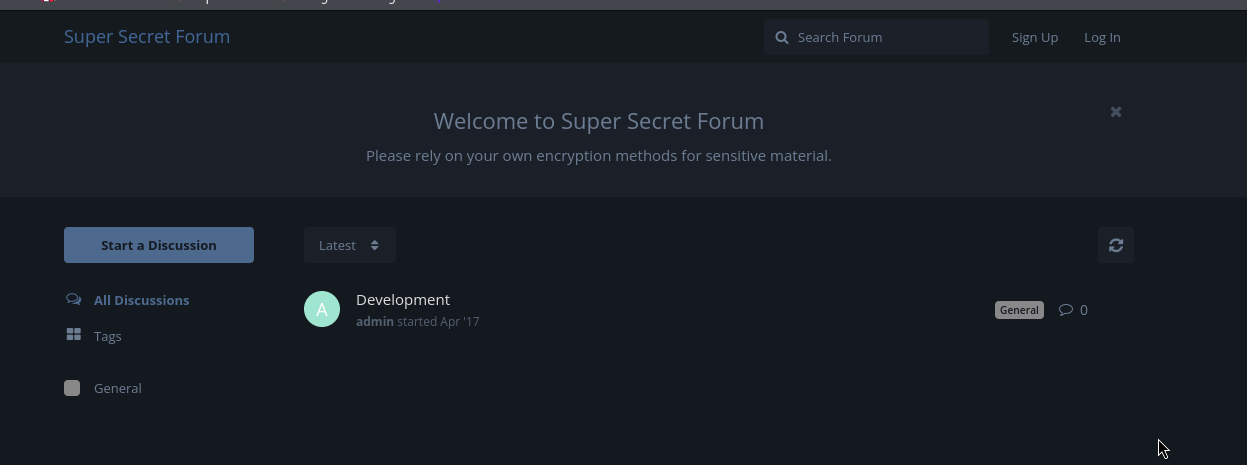 Super Secret Forum
Search Forum
Sign Up
Log In
Welcome to Super Secret Forum
Please rely on your own encryption methods for sensitive material.
Start a Discussion
Latest
All Discussions
A
Development
General
0
admin started Apr '17
Tags
General